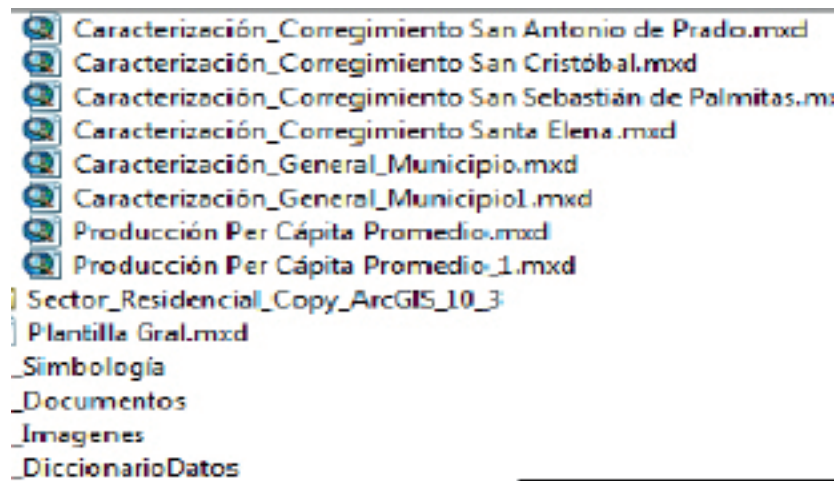 Caracterización_Corregimiento San Antonio de Prado.mxd
Caracterización_Corregimiento San Cristóbal.mxd
Caracterización_Corregimiento San Sebastián de Palmitas.mx
Caracterización_Corregimiento Santa Elena.mxd
Caracterización_General_Municipio.mxd
Caracterización_General_Municipio1.mxd
Producción Per Cápita Promedio.mxd
Producción Per Cápita Promedio_1.mxd
Sector_Residencial_Copy_ArcGIS_10_3
Plantilla Gral.mxd
_Simbología
_Documentos
_Imagenes
_DiccionarioDatos